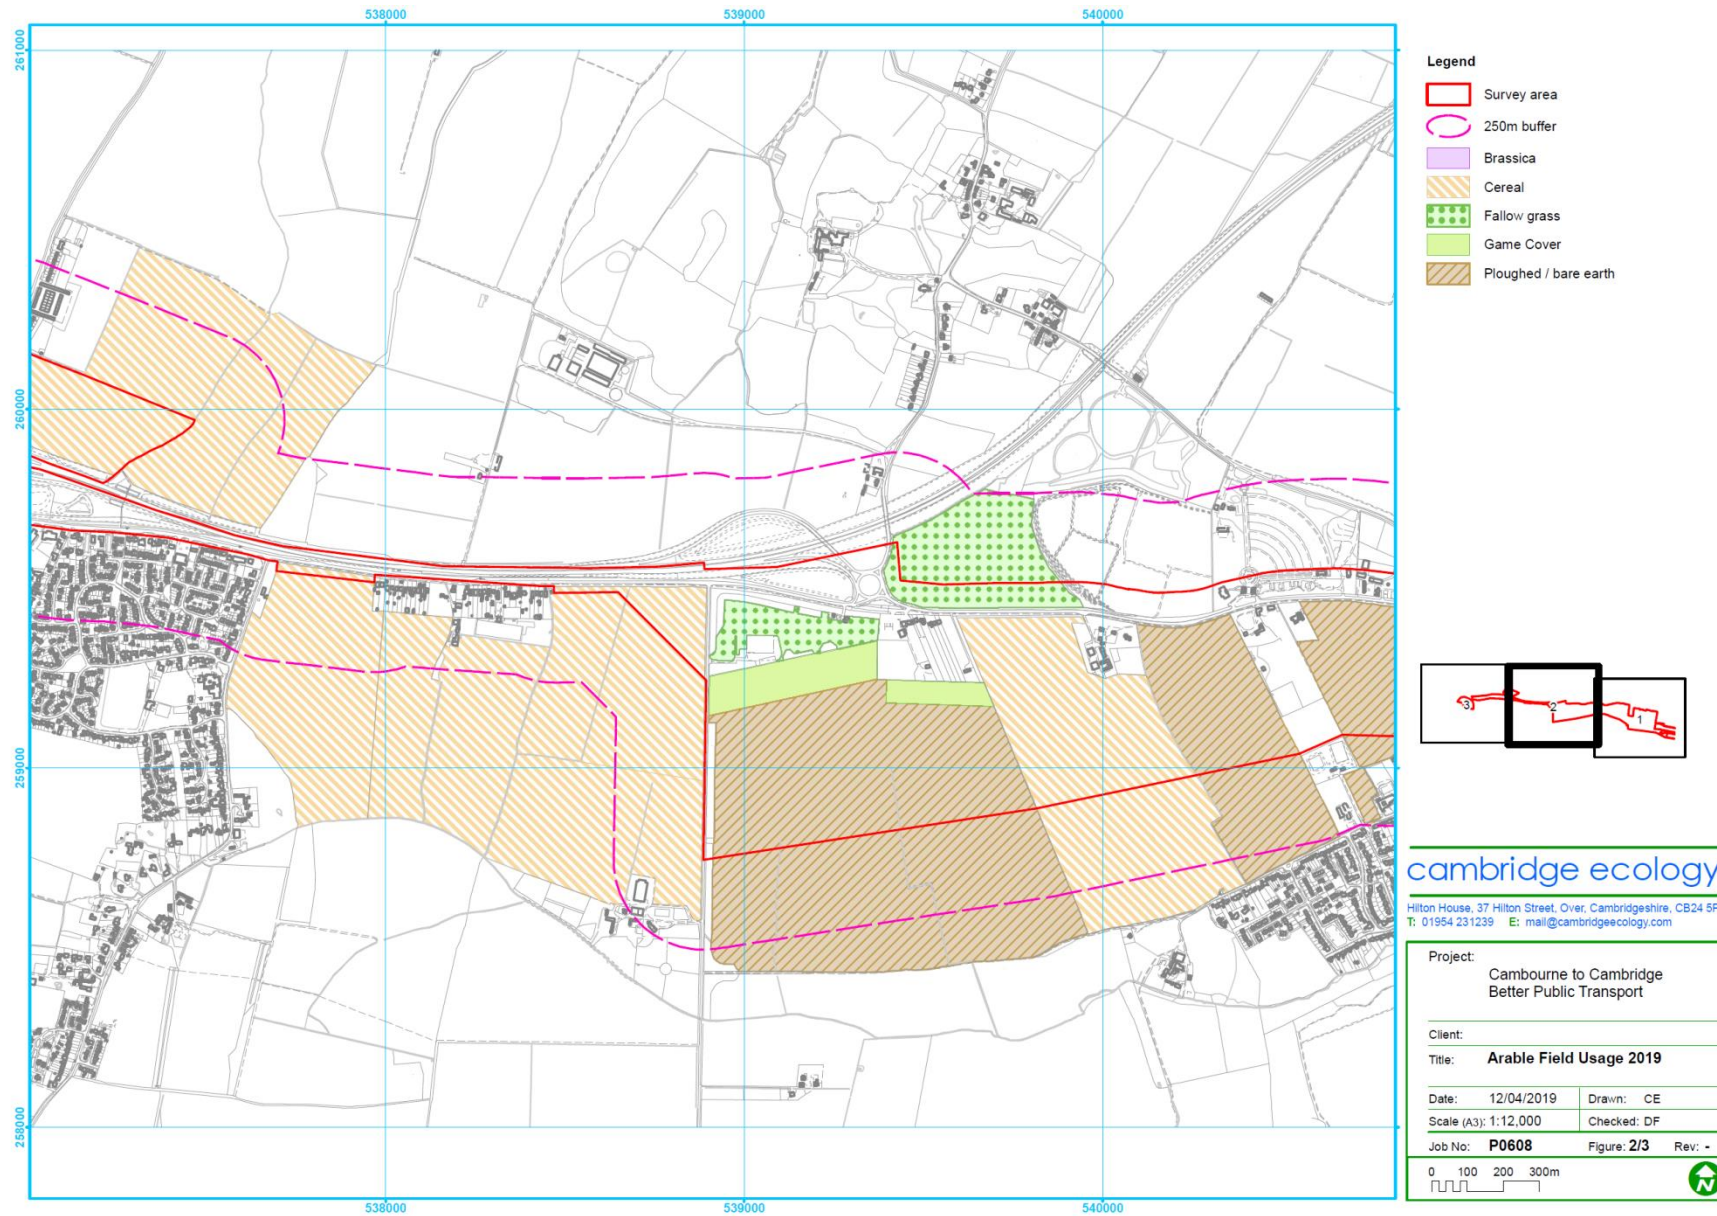 538000
539000
540000
261000
260000
259000
258000
538000
539000
540000
Legend
Survey area
250m buffer
Brassica
Cereal
Fallow grass
Game Cover
Ploughed / bare earth
3
2
1
cambridge ecology
Hilton House, 37 Hilton Street, Over, Cambridgeshire, CB24
T: 01954 231239 E: mail@cambridgeecology.com
Project:
Cambourne to Cambridge
Better Public Transport
Client:
Title: Arable Field Usage 2019
Date: 12/04/2019 Drawn: CE
Scale (A3): 1:12,000 Checked: DF
Job No: P0608 Figure: 2/3 Rev: -
0 100 200 300m
N